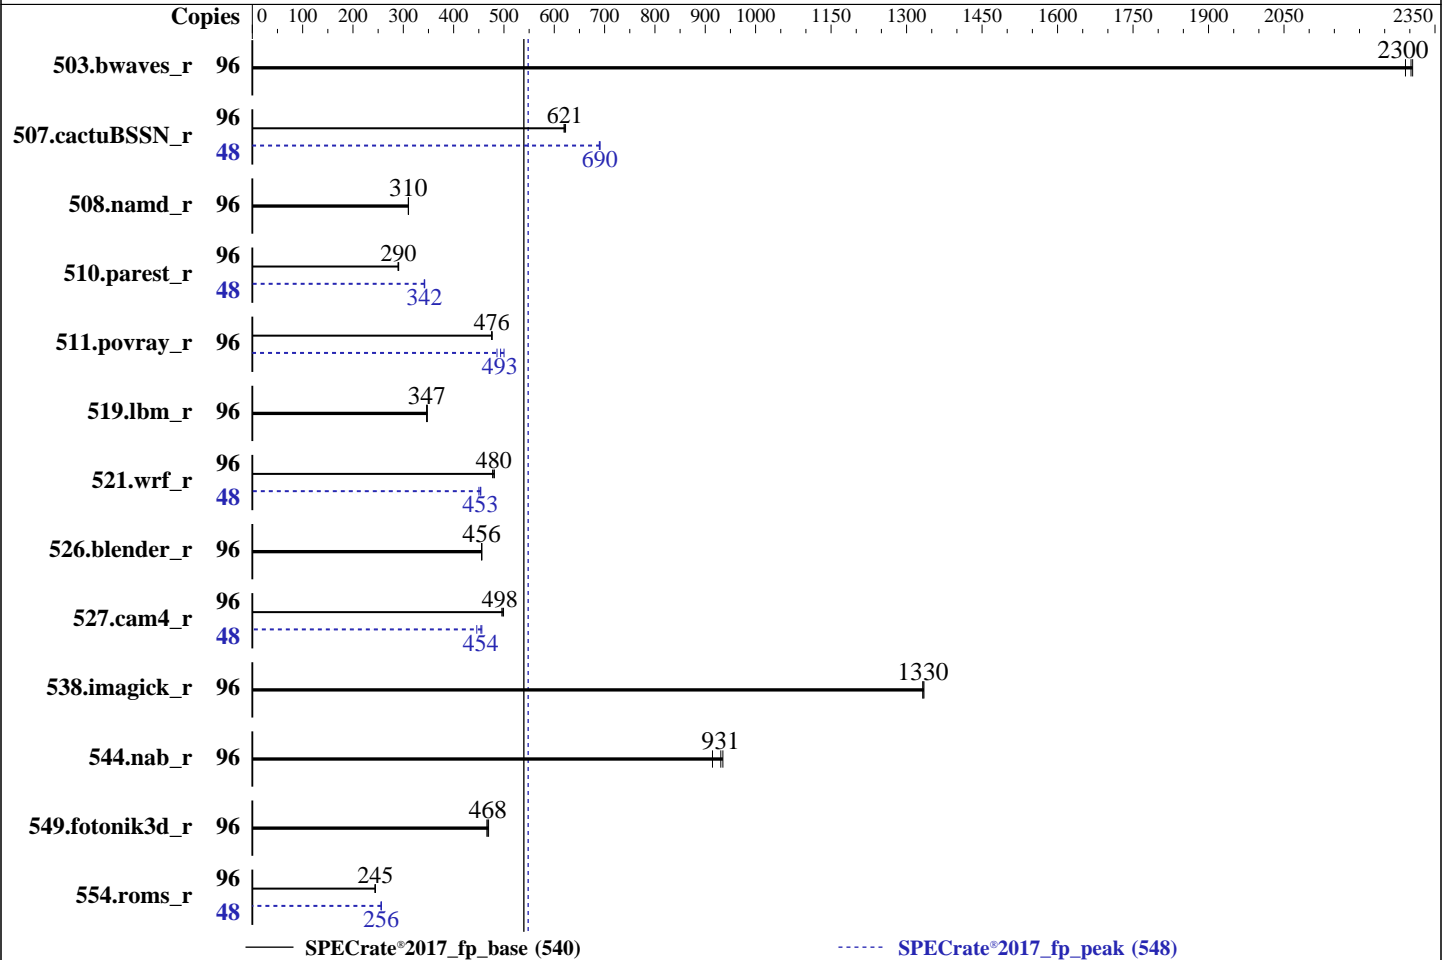 Copies 0 100 200 300 400 500 600 700 800 900 1000 1150 1300 1450 1600 1750 1900 2050 2350
503.bwaves_r 96 2300
96 621
507.cactuBSSN_r
48 690
508.namd_r 96 310
96 290
510.parest_r
48 342
476
511.povray_r 96
493
519.lbm_r 96 347
96 480
521.wrf_r
48 453
526.blender_r 96 456
96 498
527.cam4_r
48 454
538.imagick_r 96 1330
544.nab_r 96 931
549.fotonik3d_r 96 468
96 245
554.roms_r
48 256
SPECrate®2017_fp_base (540) SPECrate®2017_fp_peak (548)